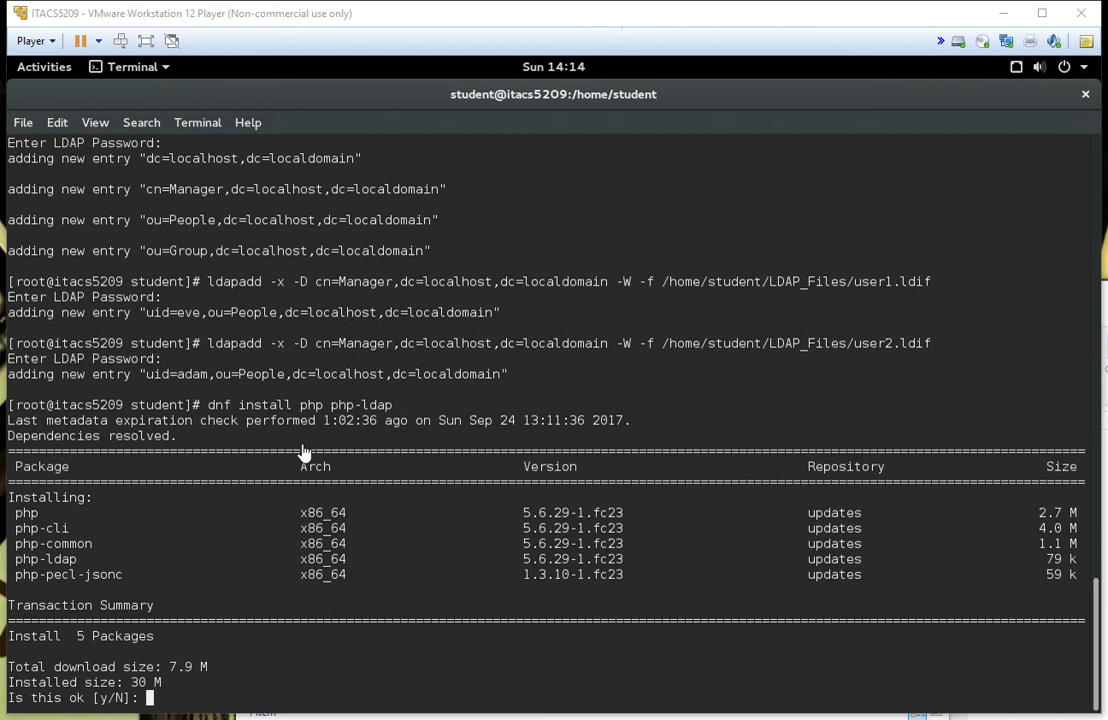 ITACS5209 - VMware Workstation 12 Player (Non-commercial use only)
Player
Activities Terminal Sun 14:14
student@itacs5209:/home/student
File Edit View Search Terminal Help
Enter LDAP Password:
adding new entry "dc=localhost,dc=localdomain"
adding new entry "cn=Manager,dc=localhost,dc=localdomain"
adding new entry "ou=People,dc=localhost,dc=localdomain"
adding new entry "ou=Group,dc=localhost,dc=localdomain"
[root@itacs5209 student]# ldapadd -x -D cn=Manager,dc=localhost,dc=localdomain -W -f /home/student/LDAP_Files/user1.ldif
Enter LDAP Password:
adding new entry "uid=eve,ou=People,dc=localhost,dc=localdomain"
[root@itacs5209 student]# ldapadd -x -D cn=Manager,dc=localhost,dc=localdomain -W -f /home/student/LDAP_Files/user2.ldif
Enter LDAP Password:
adding new entry "uid=adam,ou=People,dc=localhost,dc=localdomain"
[root@itacs5209 student]# dnf install php php-ldap
Last metadata expiration check performed 1:02:36 ago on Sun Sep 24 13:11:36 2017.
Dependencies resolved.
Package Arch Version Repository Size
Installing:
php x86_64 5.6.29-1.fc23 updates 2.7 M
php-cli x86_64 5.6.29-1.fc23 updates 4.0 M
php-common x86_64 5.6.29-1.fc23 updates 1.1 M
php-ldap x86_64 5.6.29-1.fc23 updates 79 k
php-pecl-jsonc x86_64 1.3.10-1.fc23 updates 59 k
Transaction Summary
Install 5 Packages
Total download size: 7.9 M
Installed size: 30 M
Is this ok [y/N]: